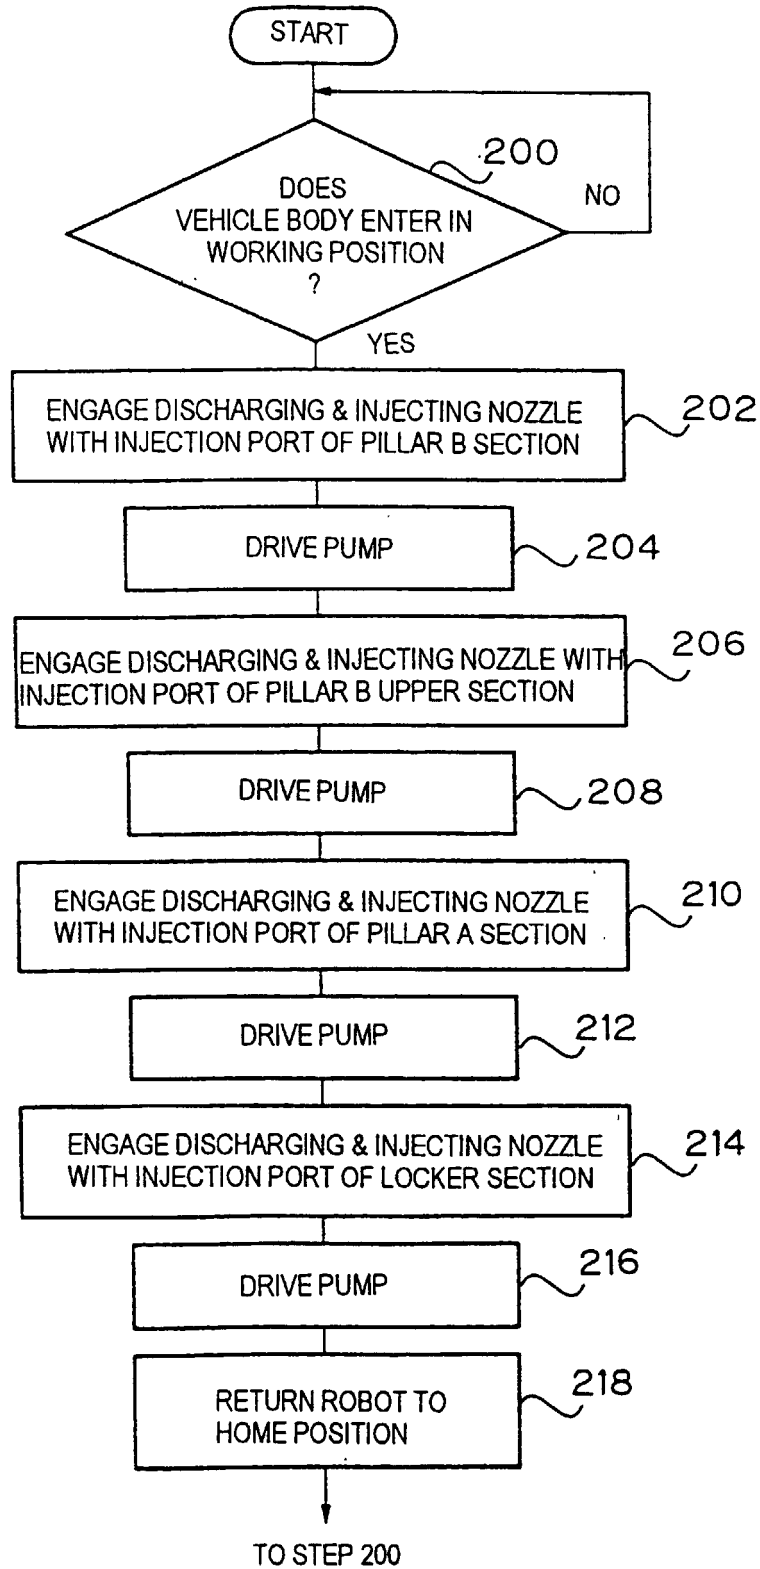 START
200
DOES
VEHICLE BODY ENTER IN
WORKING POSITION
?
NO
YES
ENGAGE DISCHARGING & INJECTING NOZZLE
WITH INJECTION PORT OF PILLAR B SECTION
202
DRIVE PUMP
204
ENGAGE DISCHARGING & INJECTING NOZZLE WITH
INJECTION PORT OF PILLAR B UPPER SECTION
206
DRIVE PUMP
208
ENGAGE DISCHARGING & INJECTING NOZZLE
WITH INJECTION PORT OF PILLAR A SECTION
210
DRIVE PUMP
212
ENGAGE DISCHARGING & INJECTING NOZZLE
WITH INJECTION PORT OF LOCKER SECTION
214
DRIVE PUMP
216
RETURN ROBOT TO
HOME POSITION
218
TO STEP 200